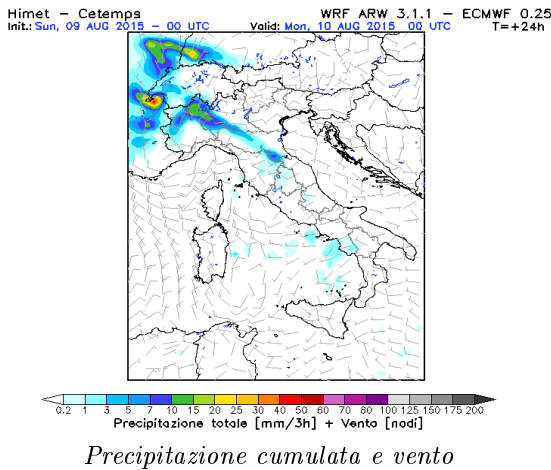 Himet – Cetemps WRF ARW 3.1.1 – ECMWF 0.25
Init.: Sun, 09 AUG 2015 – 00 UTC Valid: Mon, 10 AUG 2015 00 UTC T=+24h
0.2 1 3 5 7 10 15 20 25 30 40 50 60 70 80 100 125 150 175 200
Precipitazione totale [mm/3h] + Vento [nodi]
Precipitazione cumulata e vento